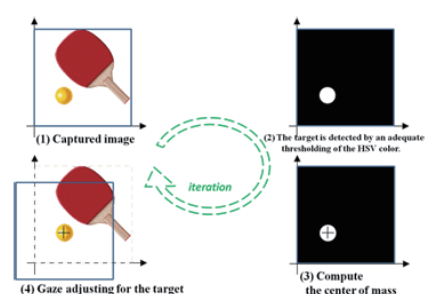 (1) Captured image
(2) The target is detected by an adequate
thresholding of the HSV color.
iteration
(4) Gaze adjusting for the target
(3) Compute
the center of mass